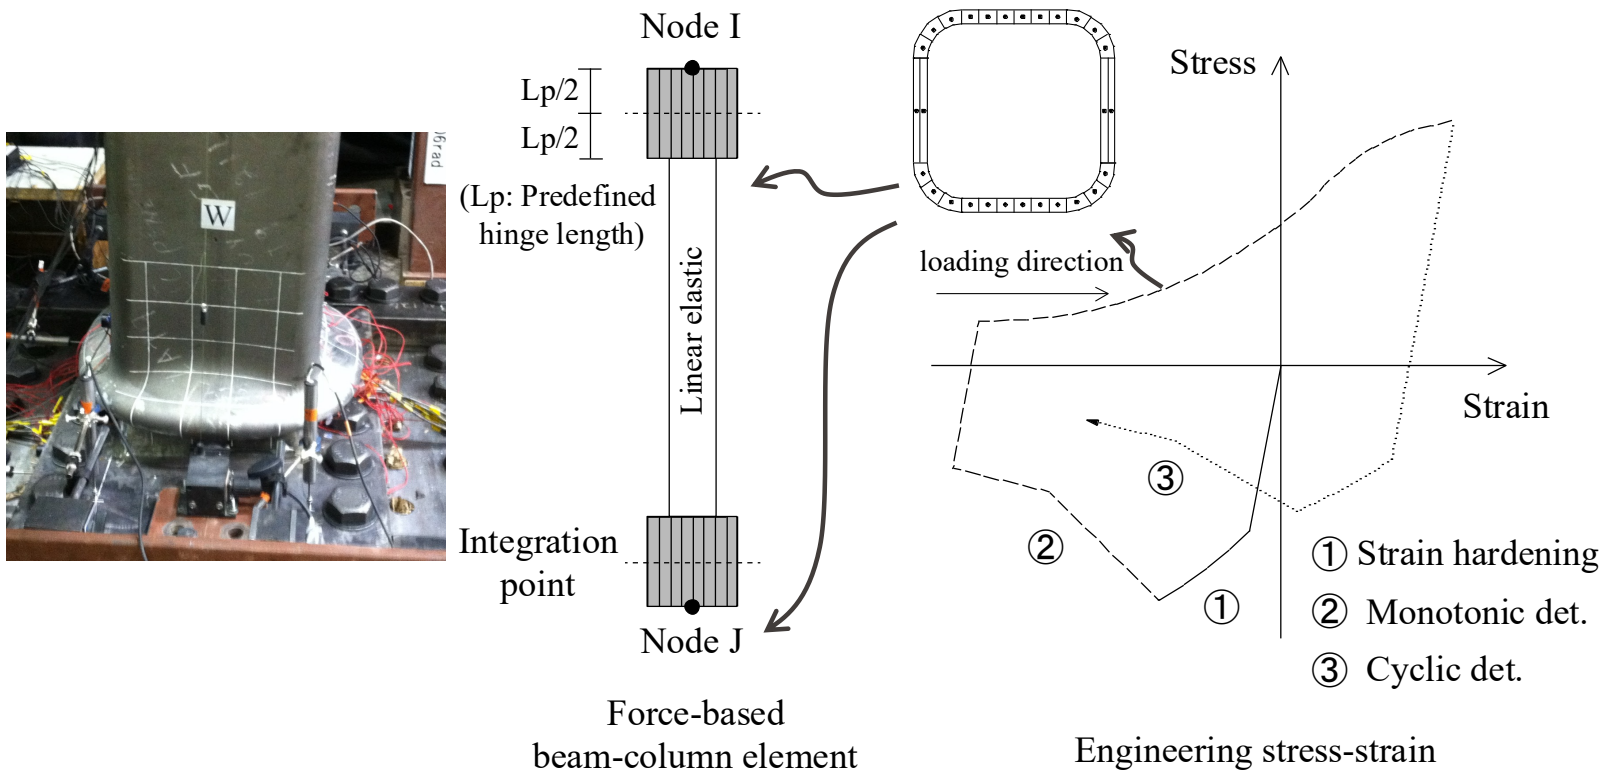 Node I
Lp/2
Lp/2
(Lp: Predefined
hinge length)
Linear elastic
Integration
point
Node J
Force-based
beam-column element
W
06rad
loading direction
Stress
Strain
③
②
①
① Strain hardening
② Monotonic det.
③ Cyclic det.
Engineering stress-strain